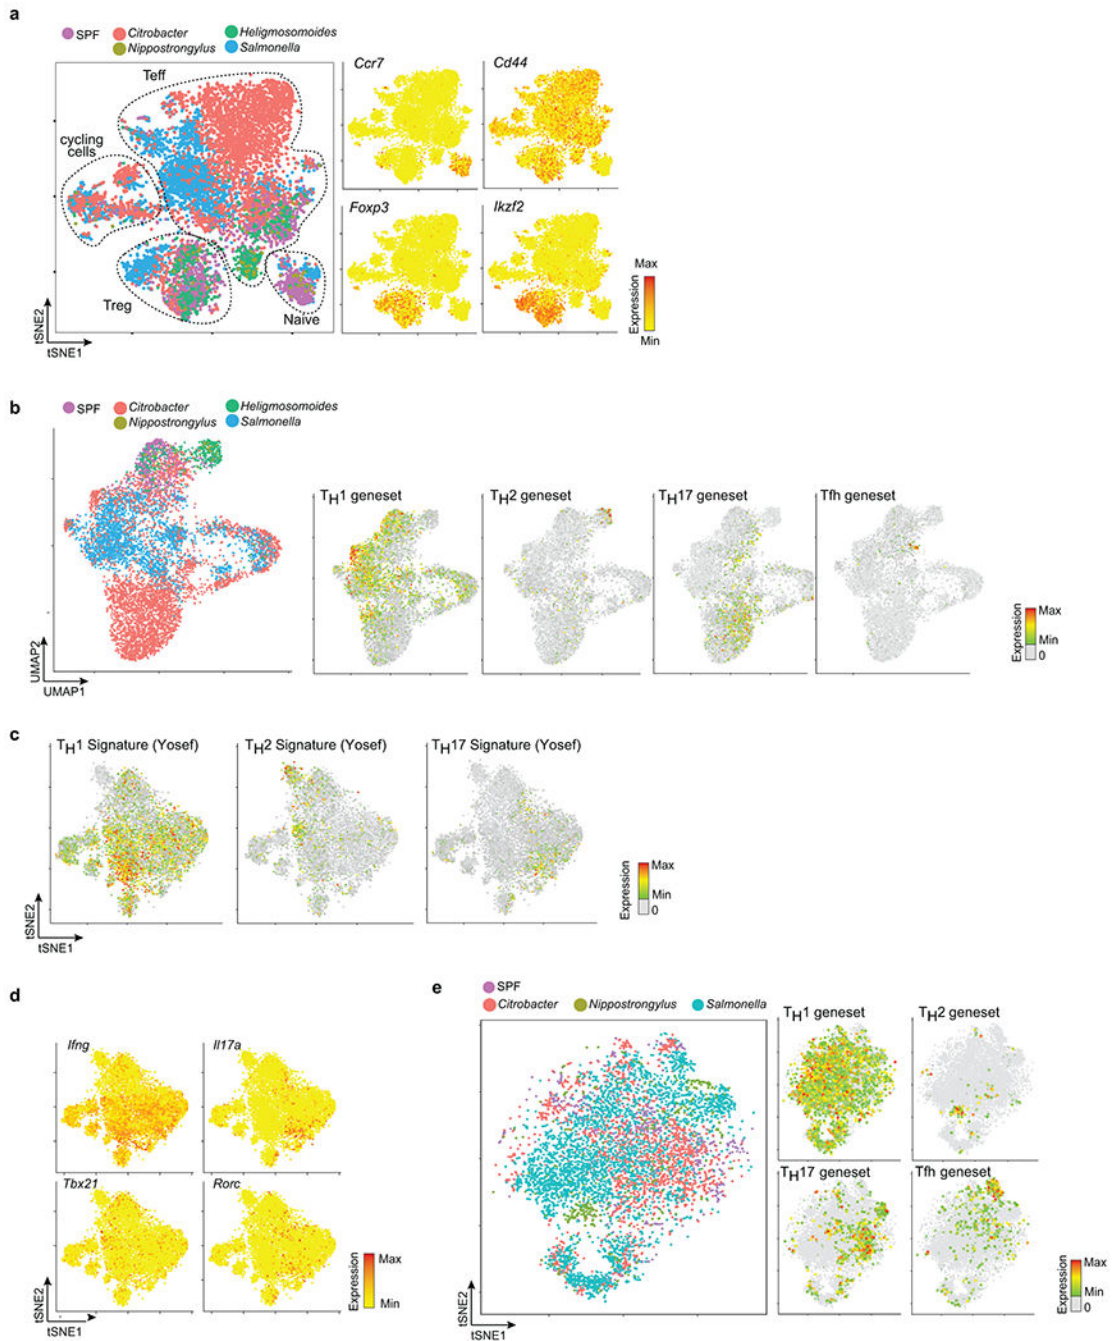 a
SPF Citrobacter Heligmosomoides
Nippostrongylus Salmonella
Teff
cycling
cells
Treg
Naive
tSNE2
tSNE1
Ccr7 Cd44
Foxp3 Ikzf2
Max
Expression
Min
b
SPF Citrobacter Heligmosomoides
Nippostrongylus Salmonella
UMAP2
UMAP1
TH1 geneset TH2 geneset TH17 geneset Tfh geneset
Max
Expression
Min
0
c
TH1 Signature (Yosef) TH2 Signature (Yosef) TH17 Signature (Yosef)
tSNE2
tSNE1
Max
Expression
Min
0
d
Ifng Il17a
Tbx21 Rorc
tSNE2
tSNE1
Max
Expression
Min
e
SPF
Citrobacter Nippostrongylus Salmonella
tSNE2
tSNE1
TH1 geneset TH2 geneset
TH17 geneset Tfh geneset
Max
Expression
Min
0